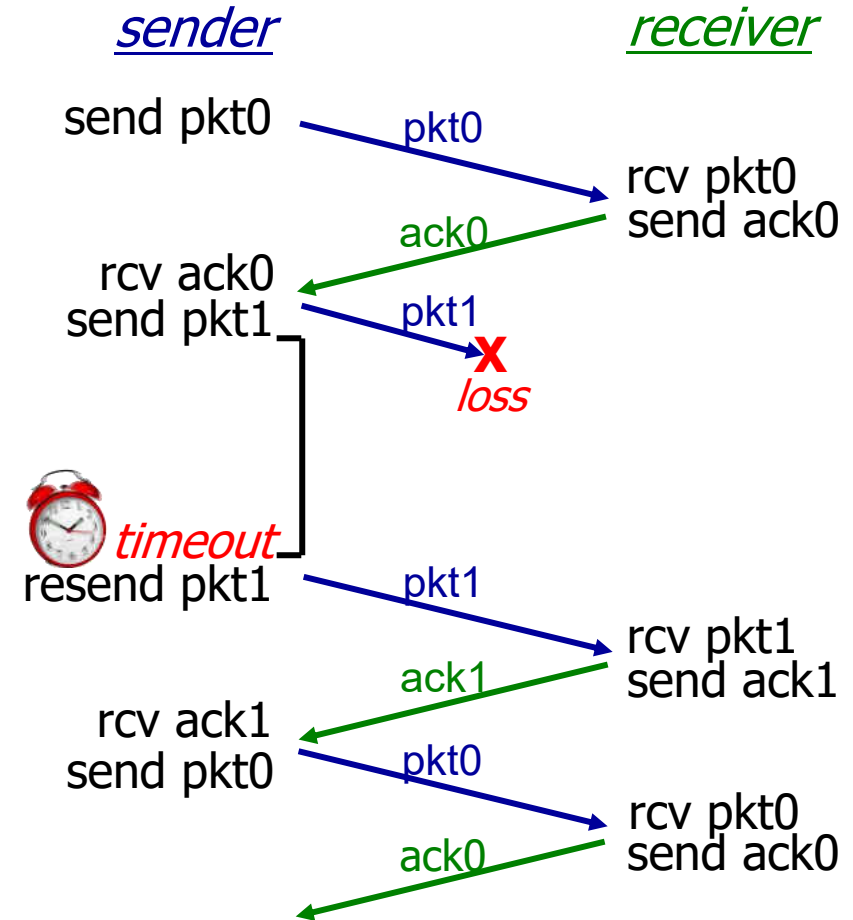 sender
receiver
send pkt0
pkt0
rcv pkt0
send ack0
ack0
rcv ack0
send pkt1
pkt1
X
loss
timeout
resend pkt1
pkt1
rcv pkt1
send ack1
ack1
rcv ack1
send pkt0
pkt0
rcv pkt0
send ack0
ack0